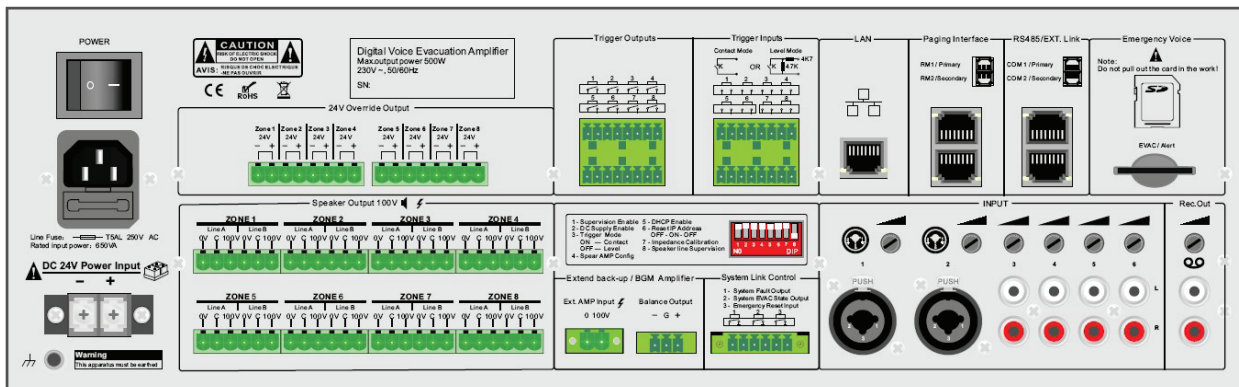 POWER
CAUTION
RISK OF ELECTRIC SHOCK
DO NOT OPEN
AVIS: RISQUE DE CHOC ELECTRIQUE
-NE PAS OUVRIR
CE
RoHS
Digital Voice Evacuation Amplifier
Max.output power 500W
230V ~, 50/60Hz
SN:
Line Fuse: T5AL 250V AC
Rated input power: 650VA
DC 24V Power Input
− +
Warning
This apparatus must be earthed
24V Override Output
Zone 1 Zone 2 Zone 3 Zone 4 Zone 5 Zone 6 Zone 7 Zone 8
24V 24V 24V 24V 24V 24V 24V 24V
− + − + − + − + − + − + − + − +
Speaker Output 100V
ZONE 1 ZONE 2 ZONE 3 ZONE 4
Line A Line B Line A Line B Line A Line B Line A Line B
0V C 100V 0V C 100V 0V C 100V 0V C 100V 0V C 100V 0V C 100V 0V C 100V 0V C 100V
ZONE 5 ZONE 6 ZONE 7 ZONE 8
Line A Line B Line A Line B Line A Line B Line A Line B
0V C 100V 0V C 100V 0V C 100V 0V C 100V 0V C 100V 0V C 100V 0V C 100V 0V C 100V
Trigger Outputs
1 2 3 4
5 6 7 8
Trigger Inputs
Contact Mode Level Mode
K OR K 4K7
4.7K
1 2 3 4
5 6 7 8
LAN
Paging Interface
RM1 / Primary
RM2 / Secondary
RS485/EXT. Link
COM 1 / Primary
COM 2 / Secondary
Emergency Voice
Note:
Do not pull out the card in the work!
SD
EVAC / Alert
1 - Supervision Enable 5 - DHCP Enable
2 - DC Supply Enable 6 - Reset IP Address
3 - Trigger Mode OFF - ON - OFF
ON — Contact 7 - Impedance Calibration
OFF — Level 8 - Speaker line Supervision
4 - Spear AMP Config
1 2 3 4 5 6 7 8
NO DIP
Extend back-up / BGM Amplifier
Ext. AMP Input Balance Output
0 100V − G +
System Link Control
1 - System Fault Output
2 - System EVAC State Output
3 - Emergency Reset Input
1 2 3
INPUT
1 2 3 4 5 6
PUSH PUSH
2 1 2 1
3 3
L
R
Rec.Out